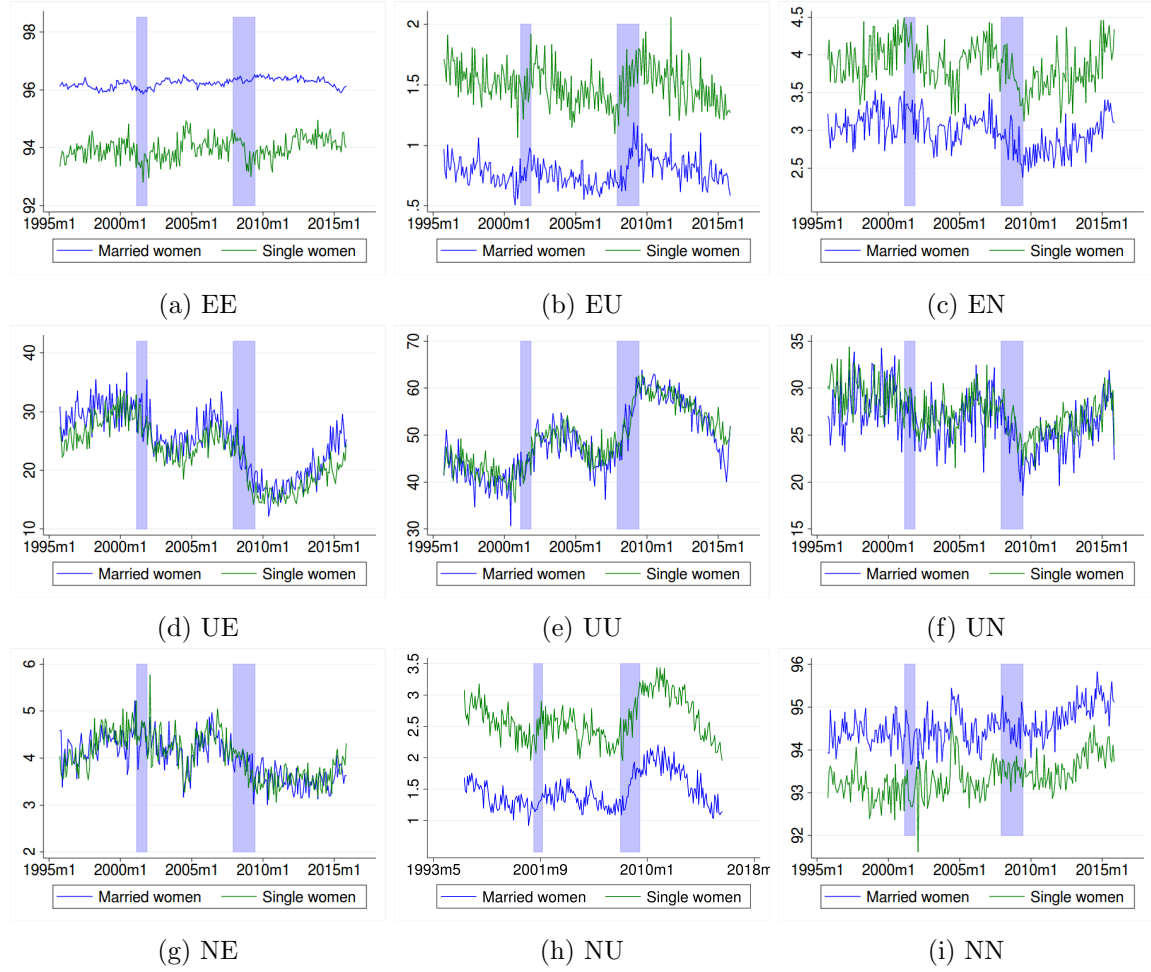 98
96
94
92
1995m1 2000m1 2005m1 2010m1 2015m1
Married women Single women
(a) EE
2
1.5
1
.5
1995m1 2000m1 2005m1 2010m1 2015m1
Married women Single women
(b) EU
4.5
4
3.5
3
2.5
1995m1 2000m1 2005m1 2010m1 2015m1
Married women Single women
(c) EN
40
30
20
10
1995m1 2000m1 2005m1 2010m1 2015m1
Married women Single women
(d) UE
70
60
50
40
30
1995m1 2000m1 2005m1 2010m1 2015m1
Married women Single women
(e) UU
35
30
25
20
15
1995m1 2000m1 2005m1 2010m1 2015m1
Married women Single women
(f) UN
6
5
4
3
2
1995m1 2000m1 2005m1 2010m1 2015m1
Married women Single women
(g) NE
3.5
3
2.5
2
1.5
1
1993m5 2001m9 2010m1 2018m
Married women Single women
(h) NU
96
95
94
93
92
1995m1 2000m1 2005m1 2010m1 2015m1
Married women Single women
(i) NN